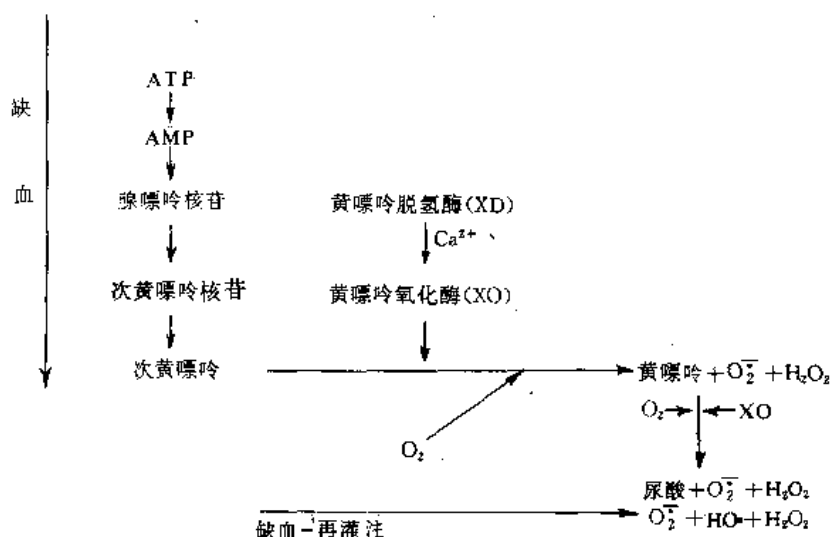 缺
血
ATP
AMP
腺嘌呤核苷
黄嘌呤脱氢酶(XD)
Ca²⁺
次黄嘌呤核苷
黄嘌呤氧化酶(XO)
次黄嘌呤
黄嘌呤+O₂•⁻+H₂O₂
O₂
XO
O₂
尿酸+O₂•⁻+H₂O₂
O₂•⁻+HO•+H₂O₂
缺血-再灌注